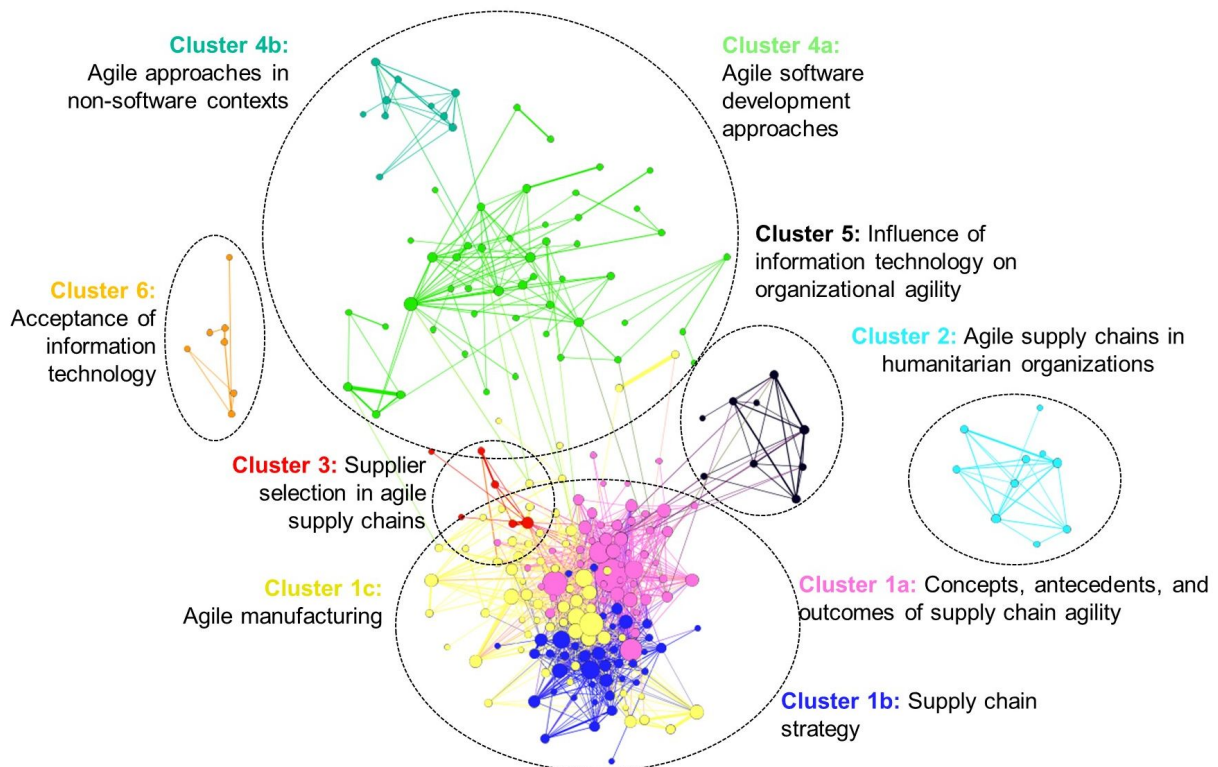 Cluster 4b:
Agile approaches in
non-software contexts
Cluster 4a:
Agile software
development
approaches
Cluster 5: Influence of
information technology on
organizational agility
Cluster 6:
Acceptance of
information
technology
Cluster 2: Agile supply chains in
humanitarian organizations
Cluster 3: Supplier
selection in agile
supply chains
Cluster 1c:
Agile manufacturing
Cluster 1a: Concepts, antecedents, and
outcomes of supply chain agility
Cluster 1b: Supply chain
strategy